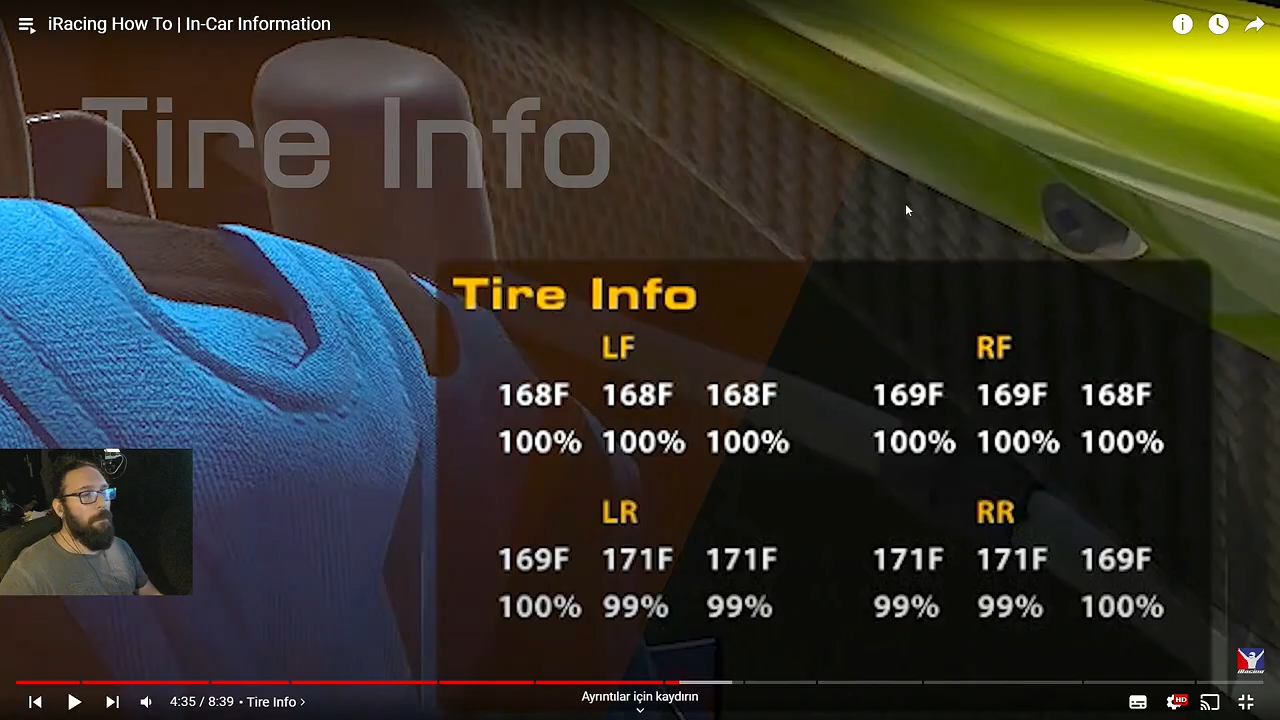 iRacing How To | In-Car Information
Tire Info
Tire Info
LF RF
168F 168F 168F 169F 169F 168F
100% 100% 100% 100% 100% 100%
LR RR
169F 171F 171F 171F 171F 169F
100% 99% 99% 99% 99% 100%
iRacing
4:35 / 8:39 • Tire Info >
Ayrıntılar için kaydırın
HD